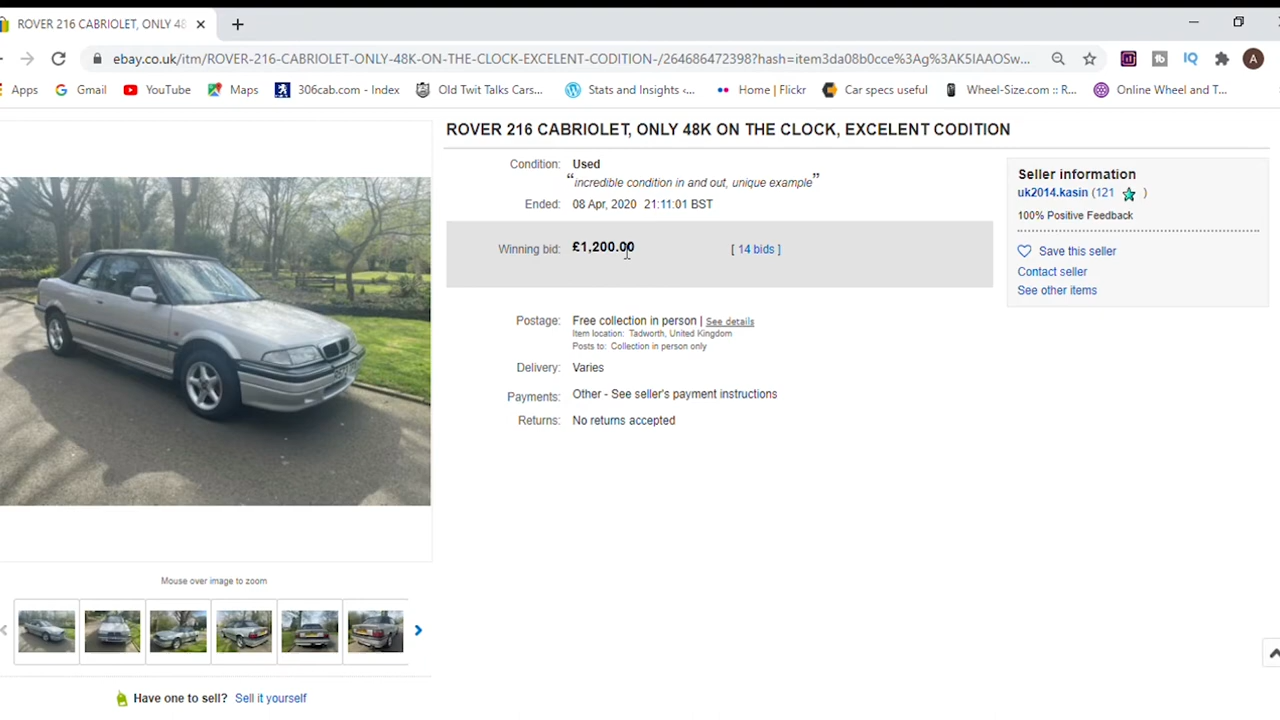 ROVER 216 CABRIOLET, ONLY 48
ebay.co.uk/itm/ROVER-216-CABRIOLET-ONLY-48K-ON-THE-CLOCK-EXCELENT-CODITION-/264686472398?hash=item3da08b0cce%3Ag%3AK5IAAOSw...
Apps Gmail YouTube Maps 306cab.com - Index Old Twit Talks Cars... Stats and Insights ‹... Home | Flickr Car specs useful Wheel-Size.com :: R... Online Wheel and T...
ROVER 216 CABRIOLET, ONLY 48K ON THE CLOCK, EXCELENT CODITION
Condition: Used
"incredible condition in and out, unique example"
Ended: 08 Apr, 2020 21:11:01 BST
Winning bid: £1,200.00 [ 14 bids ]
Postage: Free collection in person | See details
Item location: Tadworth, United Kingdom
Posts to: Collection in person only
Delivery: Varies
Payments: Other - See seller's payment instructions
Returns: No returns accepted
Seller information
uk2014.kasin (121 )
100% Positive Feedback
Save this seller
Contact seller
See other items
Mouse over image to zoom
Have one to sell? Sell it yourself
IQ
A